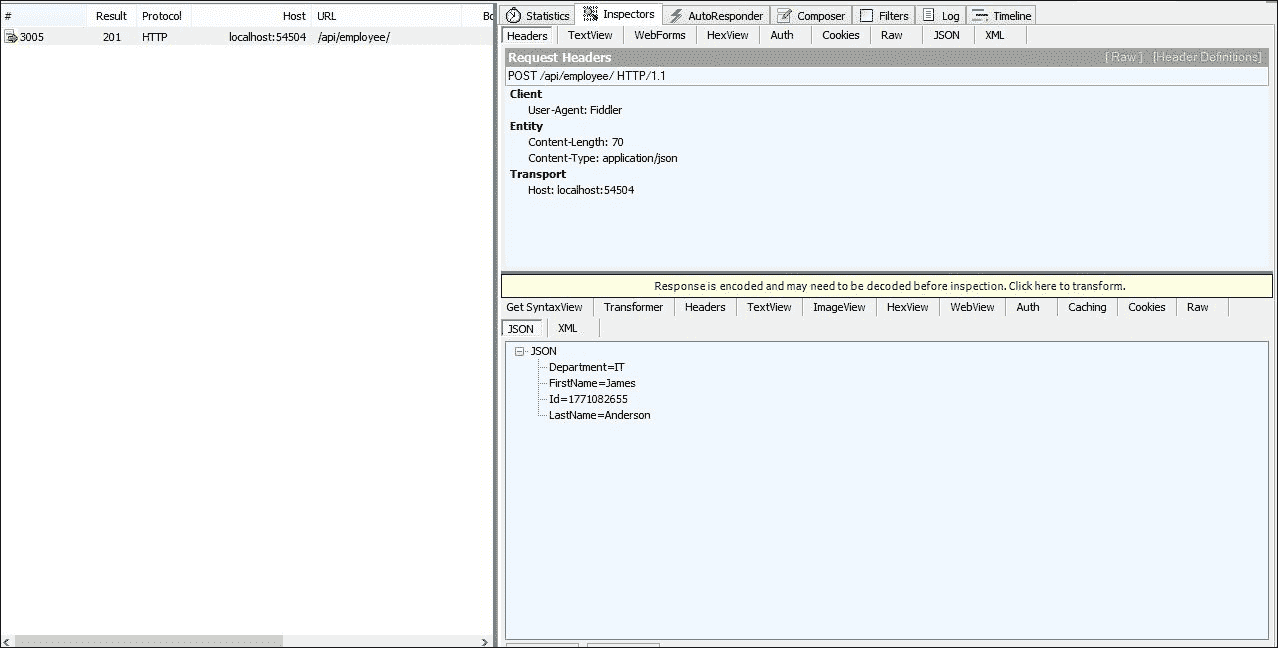 # Result Protocol Host URL Bo
3005 201 HTTP localhost:54504 /api/employee/
Statistics Inspectors AutoResponder Composer Filters Log Timeline
Headers TextView WebForms HexView Auth Cookies Raw JSON XML
Request Headers [ Raw ] [Header Definitions]
POST /api/employee/ HTTP/1.1
Client
User-Agent: Fiddler
Entity
Content-Length: 70
Content-Type: application/json
Transport
Host: localhost:54504
Response is encoded and may need to be decoded before inspection. Click here to transform.
Get SyntaxView Transformer Headers TextView ImageView HexView WebView Auth Caching Cookies Raw
JSON XML
JSON
Department=IT
FirstName=James
Id=1771082655
LastName=Anderson